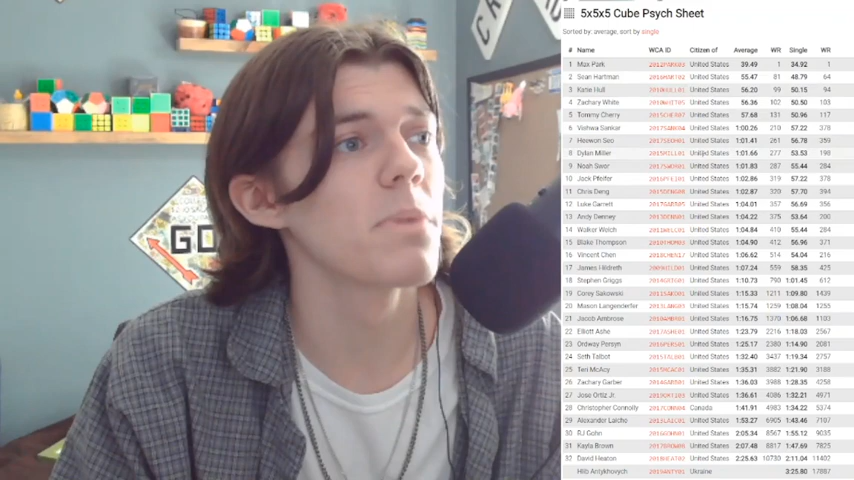 GO
5x5x5 Cube Psych Sheet
Sorted by: average, sort by single
# Name WCA ID Citizen of Average WR Single WR
1 Max Park 2012PARK03 United States 39.49 1 34.92 1
2 Sean Hartman United States 55.47 81 48.79 64
3 Katie Hull United States 56.20 99 50.15 94
4 Zachary White United States 56.36 102 50.50 103
5 Tommy Cherry United States 57.68 131 50.96 117
6 Vishwa Sankar United States 1:00.26 210 57.22 378
7 Heewon Seo United States 1:01.41 261 56.78 359
8 Dylan Miller United States 1:01.66 277 53.53 198
9 Noah Swor United States 1:01.83 287 55.44 284
10 Jack Pfeifer United States 1:02.86 319 57.22 378
11 Chris Deng United States 1:02.87 320 57.70 394
12 Luke Garrett United States 1:04.01 357 56.69 356
13 Andy Denney United States 1:04.22 375 53.64 200
14 Walker Welch United States 1:04.84 410 55.44 284
15 Blake Thompson United States 1:04.90 412 56.96 371
16 Vincent Chen United States 1:06.62 514 54.04 216
17 James Hildreth United States 1:07.24 559 58.35 425
18 Stephen Griggs United States 1:10.73 790 1:01.45 612
19 Corey Sakowski United States 1:15.33 1211 1:09.80 1439
20 Mason Langenderfer United States 1:15.74 1259 1:08.04 1255
21 Jacob Ambrose United States 1:16.75 1370 1:06.68 1103
22 Elliott Ashe United States 1:23.79 2216 1:18.03 2567
23 Ordway Persyn United States 1:25.17 2380 1:14.90 2081
24 Seth Talbot United States 1:32.40 3437 1:19.34 2757
25 Teri McAcy United States 1:35.31 3882 1:21.90 3188
26 Zachary Garber United States 1:36.03 3988 1:28.35 4258
27 Jose Ortiz Jr. United States 1:36.61 1:32.21 4971
28 Christopher Connolly Canada 1:41.91 4983 1:34.22 5374
29 Alexander Laiche United States 1:53.27 6905 1:43.46 7107
30 RJ Gohn United States 2:05.34 8567 1:55.12 9035
31 Kayla Brown United States 2:07.48 8817 1:47.69 7825
32 David Heaton United States 2:25.63 10730 2:11.04 11402
Hlib Antykhovych Ukraine 3:25.80 17887